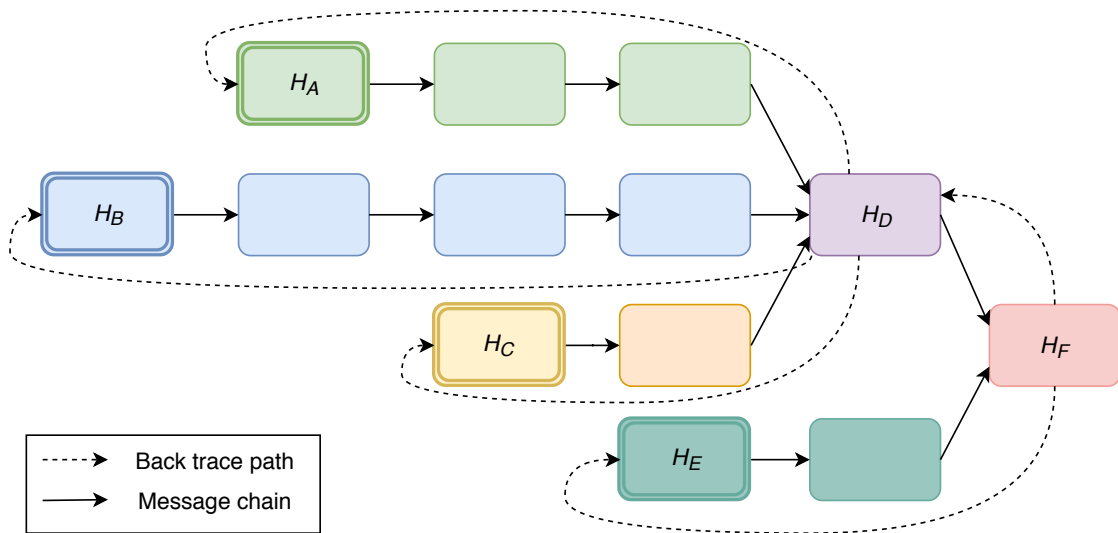 H_A
H_B
H_D
H_C
H_F
H_E
Back trace path
Message chain